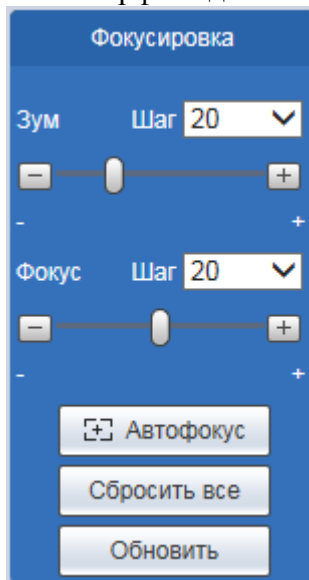 Фокусировка
Зум Шаг 20
-
+
Фокус Шаг 20
-
+
Автофокус
Сбросить все
Обновить